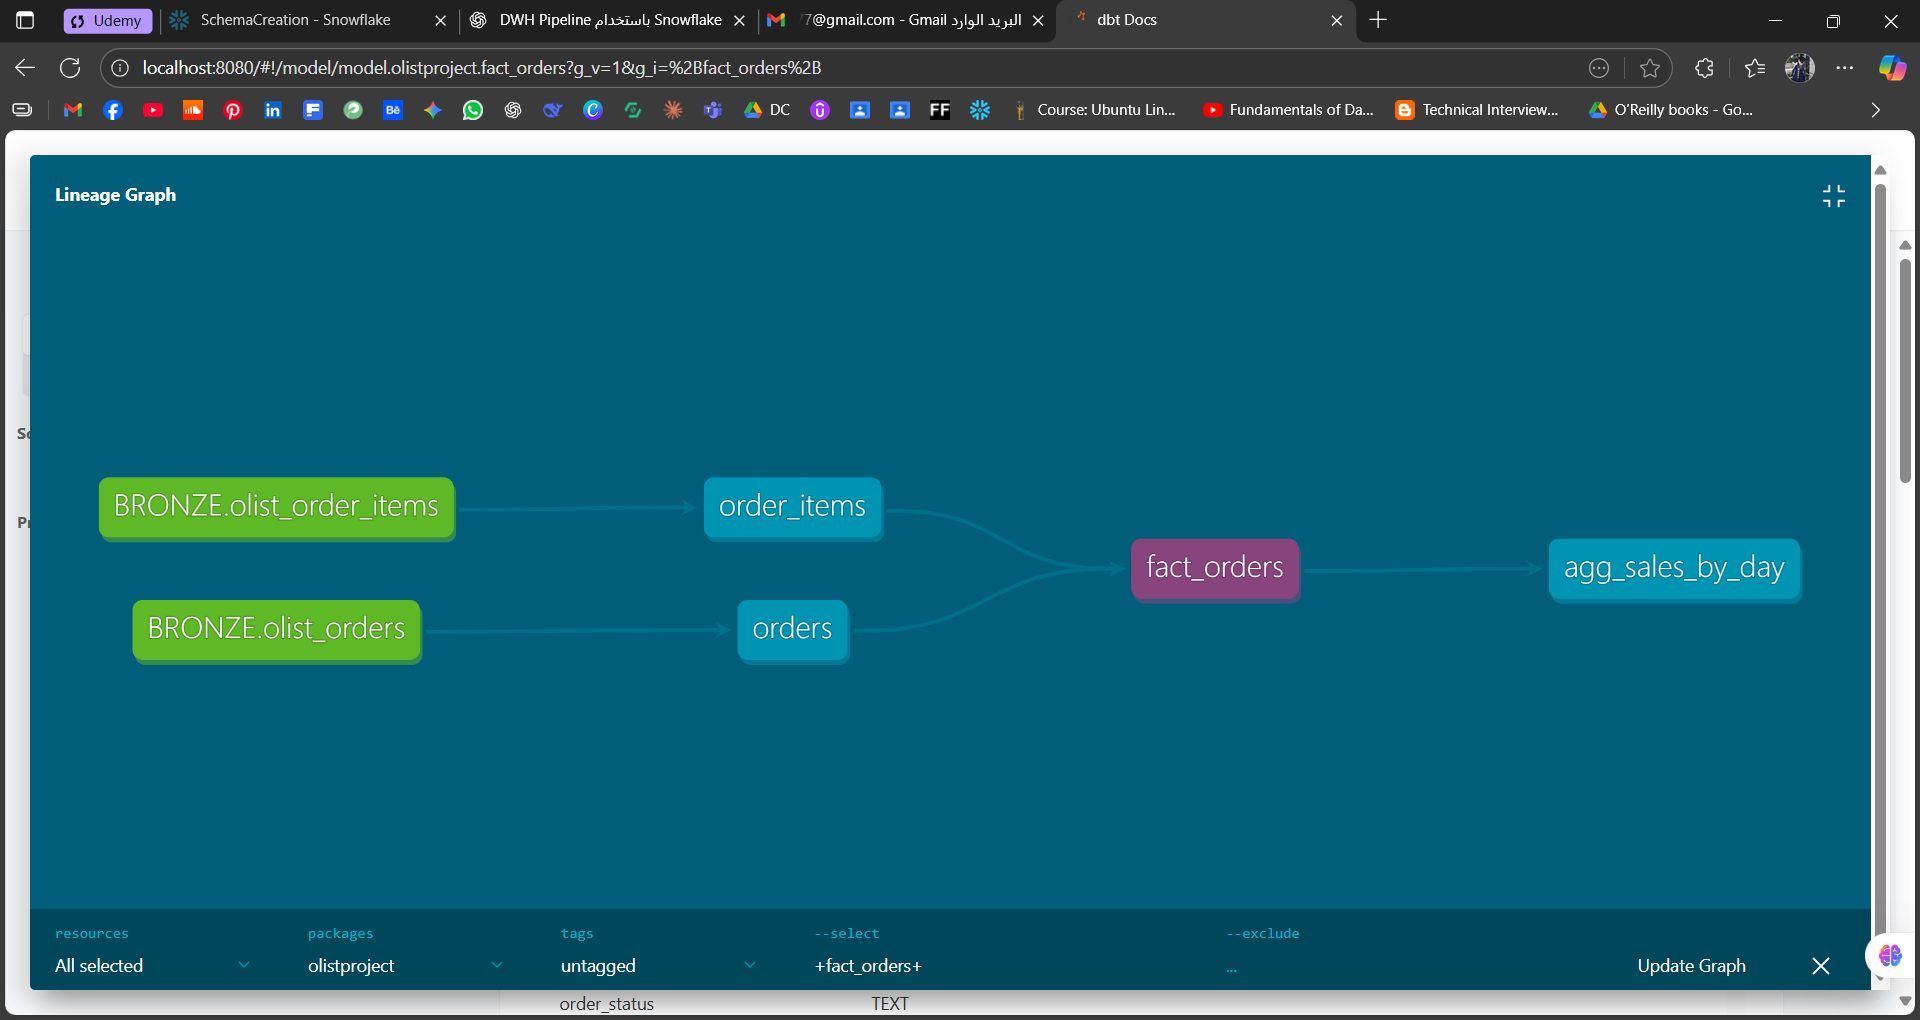 Udemy
SchemaCreation - Snowflake
DWH Pipeline باستخدام Snowflake
7@gmail.com - Gmail البريد الوارد
dbt Docs
localhost:8080/#!/model/model.olistproject.fact_orders?g_v=1&g_i=%2Bfact_orders%2B
DC
Course: Ubuntu Lin...
Fundamentals of Da...
Technical Interview...
O'Reilly books - Go...
Lineage Graph
BRONZE.olist_order_items
order_items
fact_orders
agg_sales_by_day
BRONZE.olist_orders
orders
resources
packages
tags
--select
--exclude
All selected
olistproject
untagged
+fact_orders+
...
Update Graph
order_status
TEXT